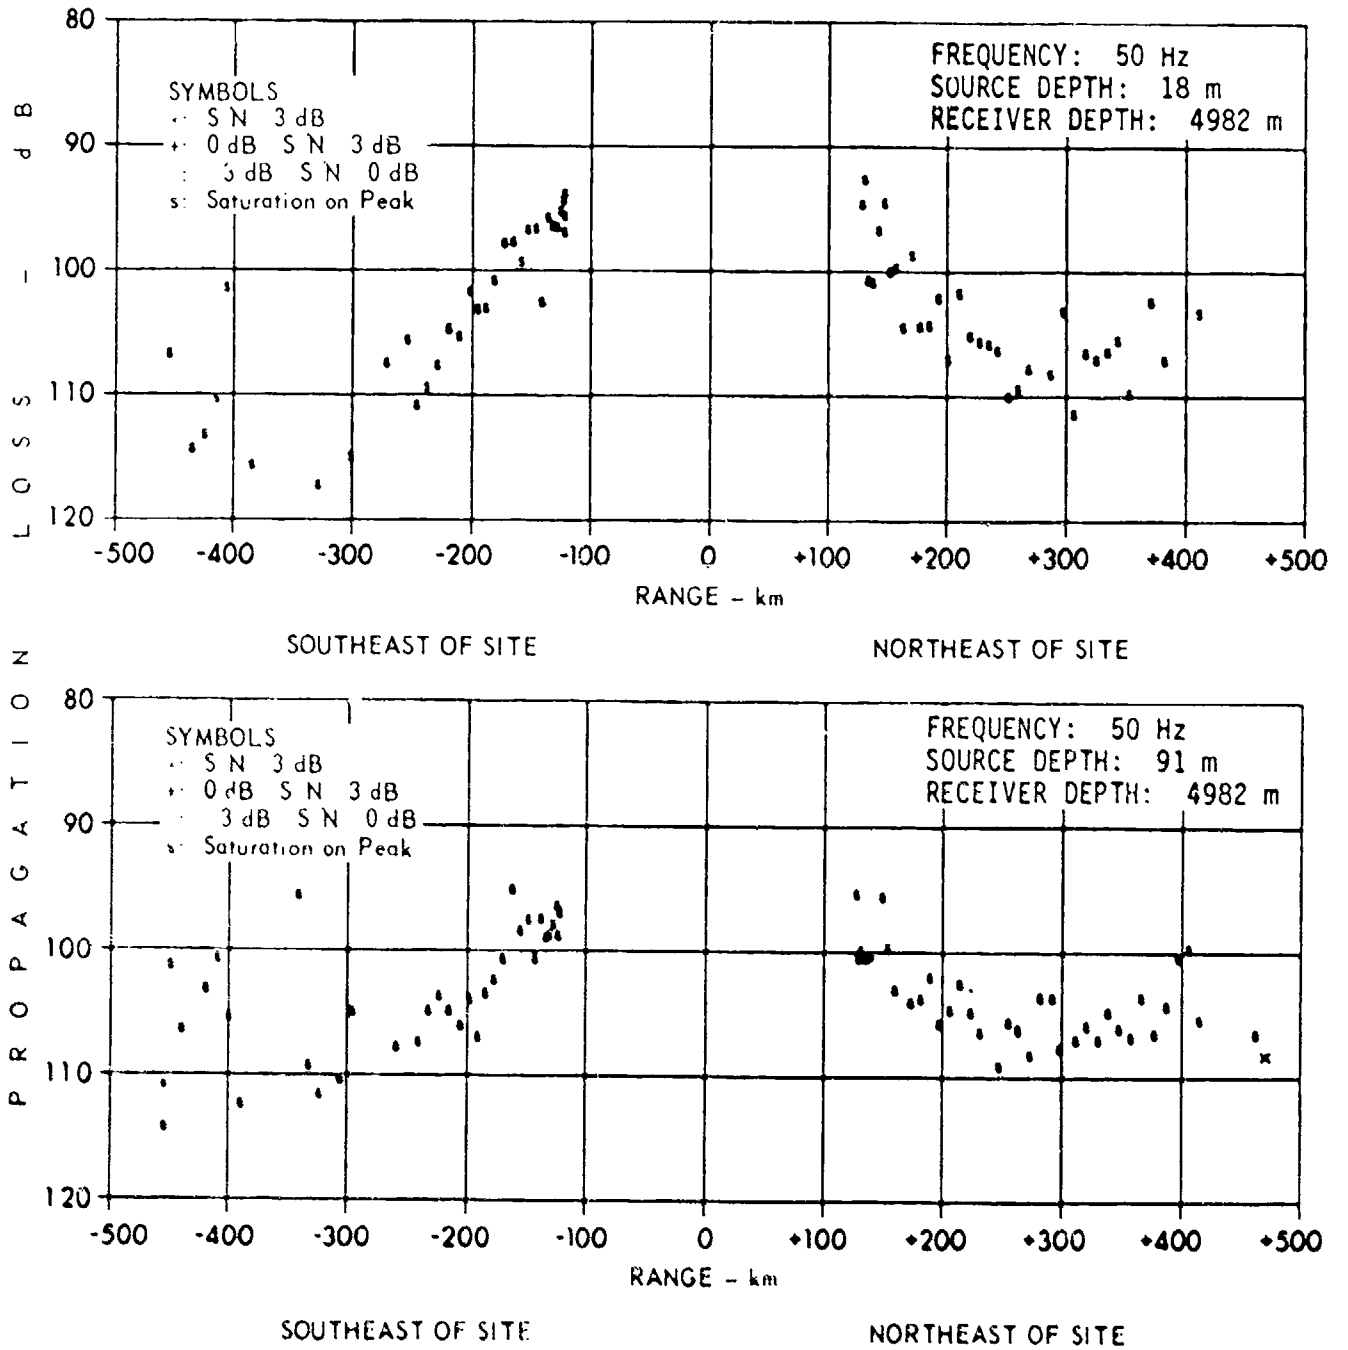 PROPAGATION LOSS - dB
80
90
100
110
120
SYMBOLS
S N 3 dB
+: 0 dB S N 3 dB
: 3 dB S N 0 dB
s: Saturation on Peak
FREQUENCY: 50 Hz
SOURCE DEPTH: 18 m
RECEIVER DEPTH: 4982 m
-500 -400 -300 -200 -100 0 +100 +200 +300 +400 +500
RANGE - km
SOUTHEAST OF SITE NORTHEAST OF SITE
80
90
100
110
120
SYMBOLS
S N 3 dB
+: 0 dB S N 3 dB
3 dB S N 0 dB
s: Saturation on Peak
FREQUENCY: 50 Hz
SOURCE DEPTH: 91 m
RECEIVER DEPTH: 4982 m
-500 -400 -300 -200 -100 0 +100 +200 +300 +400 +500
RANGE - km
SOUTHEAST OF SITE NORTHEAST OF SITE